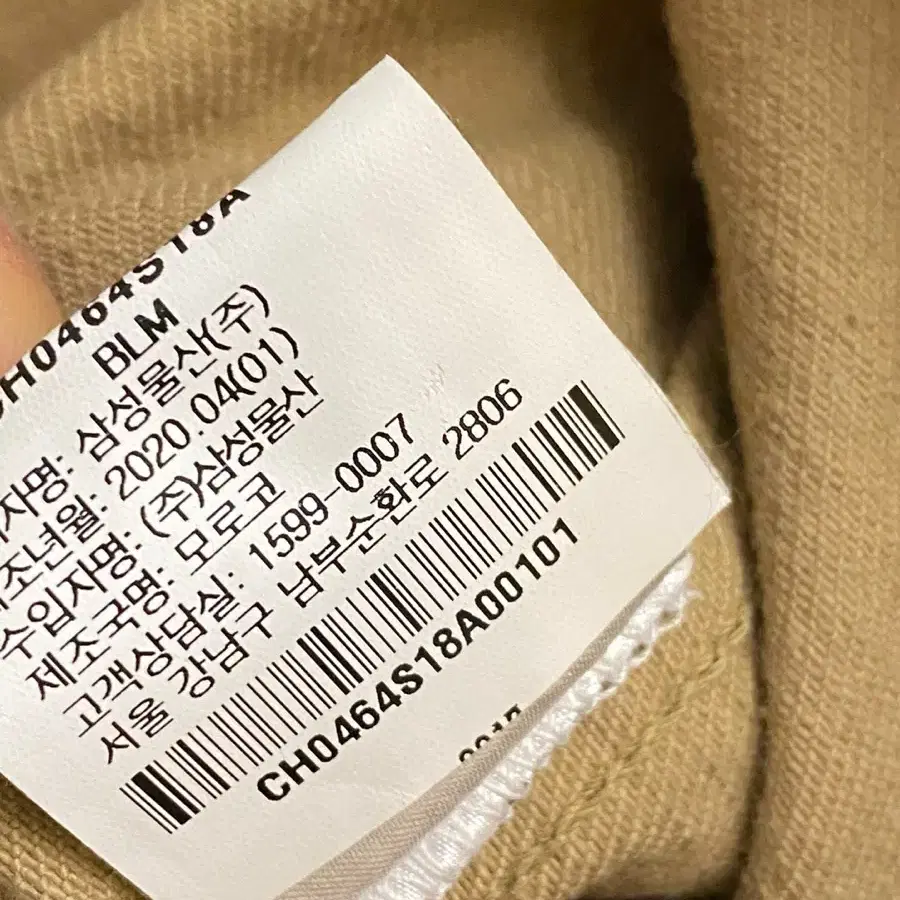 CH0464S18A
BLM
자명: 삼성물산(주)
제조년월: 2020.04(01)
수입자명: (주)삼성물산
제조국명: 모로코
고객상담실: 1599-0007
서울 강남구 남부순환로 2806
CH0464S18A00101